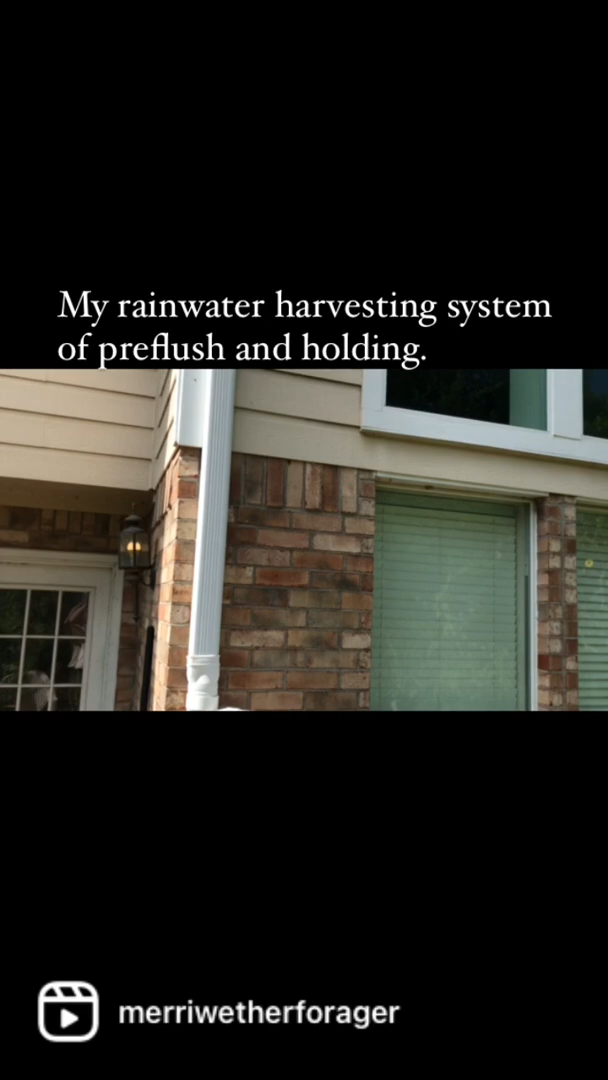 My rainwater harvesting system
of preflush and holding.
merriwetherforager